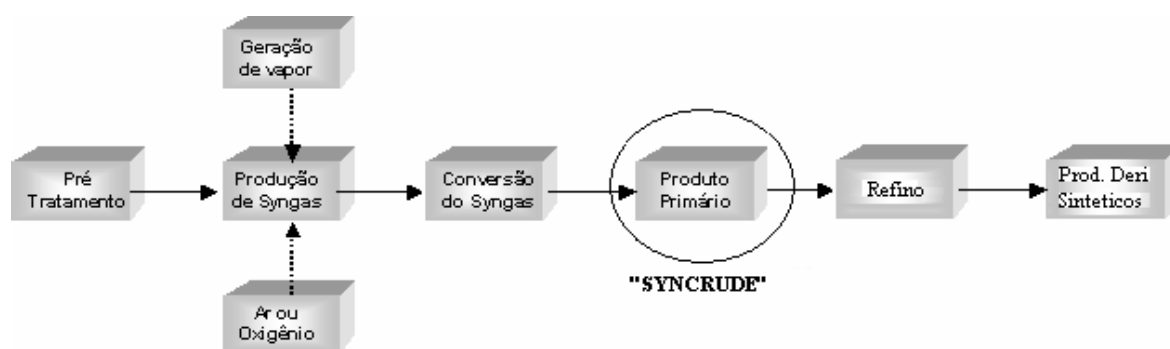 Geração
de vapor
Pré
Tratamento
Produção
de Syngas
Conversão
do Syngas
Produto
Primário
Refino
Prod. Deri
Sinteticos
"SYNCRUDE"
Ar ou
Oxigênio